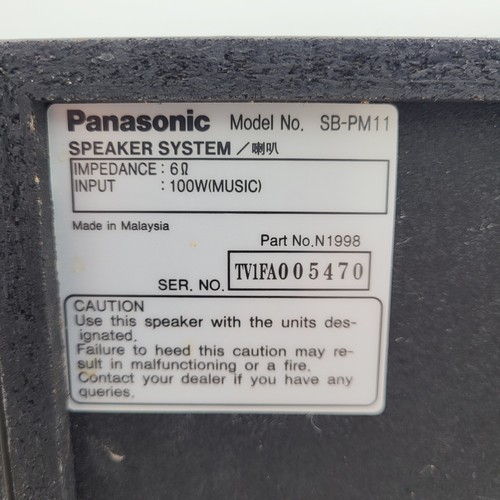 Panasonic Model No. SB-PM11
SPEAKER SYSTEM／喇叭
IMPEDANCE : 6Ω
INPUT : 100W(MUSIC)
Made in Malaysia
Part No.N1998
SER. NO. TV1FA005470
CAUTION
Use this speaker with the units des-
ignated.
Failure to heed this caution may re-
sult in malfunctioning or a fire.
Contact your dealer if you have any
queries.